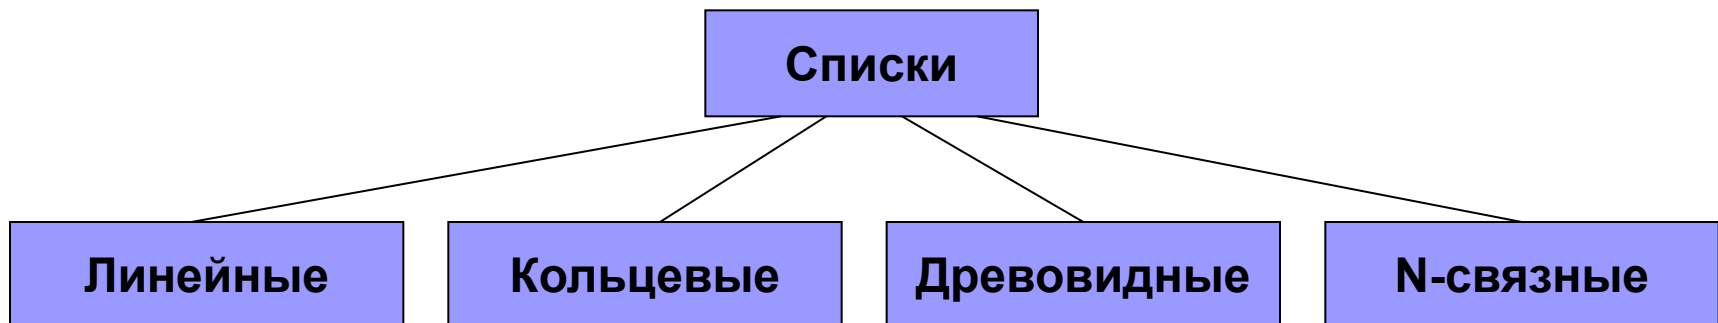 Списки
Линейные
Кольцевые
Древовидные
N-связные